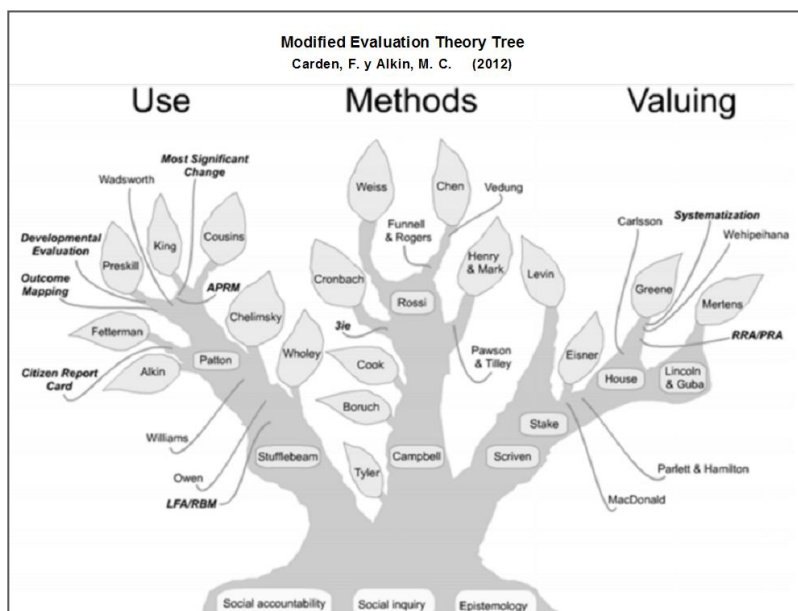 Modified Evaluation Theory Tree
Carden, F. y Alkin, M. C. (2012)
Use
Methods
Valuing
Most Significant
Change
Wadsworth
Developmental
Evaluation
Outcome
Mapping
Preskill
King
Cousins
APRM
Chelimsky
Fetterman
Citizen Report
Card
Alkin
Patton
Wholey
Williams
Owen
LFA/RBM
Stufflebeam
Weiss
Chen
Vedung
Funnell
& Rogers
Henry
& Mark
Cronbach
Rossi
3ie
Cook
Pawson
& Tilley
Boruch
Tyler
Campbell
Levin
Carlsson
Systematization
Wehipeihana
Greene
Mertens
RRA/PRA
Eisner
House
Lincoln
& Guba
Stake
Scriven
Parlett & Hamilton
MacDonald
Social accountability
Social inquiry
Epistemology